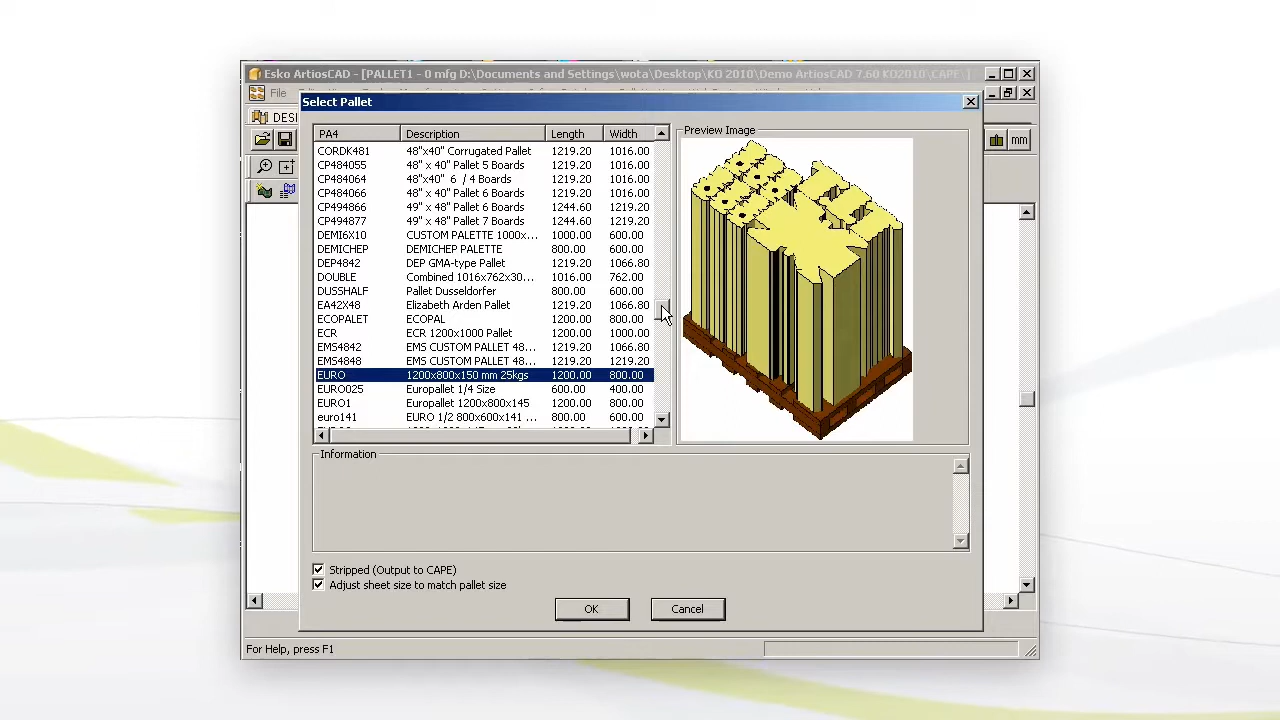 Esko ArtiosCAD - [PALLET1 - 0 mfg D:\Documents and Settings\wota\Desktop\KO 2010\Demo ArtiosCAD 7.60 KO2010\CAPE\]
File
Select Pallet
DESI
mm
PA4 Description Length Width
CORDK481 48"x40" Corrugated Pallet 1219.20 1016.00
CP484055 48" x 40" Pallet 5 Boards 1219.20 1016.00
CP484064 48"x40" 6 / 4 Boards 1219.20 1016.00
CP484066 48" x 40" Pallet 6 Boards 1219.20 1016.00
CP494866 49" x 48" Pallet 6 Boards 1244.60 1219.20
CP494877 49" x 48" Pallet 7 Boards 1244.60 1219.20
DEMI6X10 CUSTOM PALETTE 1000x... 1000.00 600.00
DEMICHEP DEMICHEP PALETTE 800.00 600.00
DEP4842 DEP GMA-type Pallet 1219.20 1066.80
DOUBLE Combined 1016x762x30... 1016.00 762.00
DUSSHALF Pallet Dusseldorfer 800.00 600.00
EA42X48 Elizabeth Arden Pallet 1219.20 1066.80
ECOPALET ECOPAL 1200.00 800.00
ECR ECR 1200x1000 Pallet 1200.00 1000.00
EMS4842 EMS CUSTOM PALLET 48... 1219.20 1066.80
EMS4848 EMS CUSTOM PALLET 48... 1219.20 1219.20
EURO 1200x800x150 mm 25kgs 1200.00 800.00
EURO025 Europallet 1/4 Size 600.00 400.00
EURO1 Europallet 1200x800x145 1200.00 800.00
euro141 EURO 1/2 800x600x141 ... 800.00 600.00
Preview Image
Information
Stripped (Output to CAPE)
Adjust sheet size to match pallet size
OK Cancel
For Help, press F1